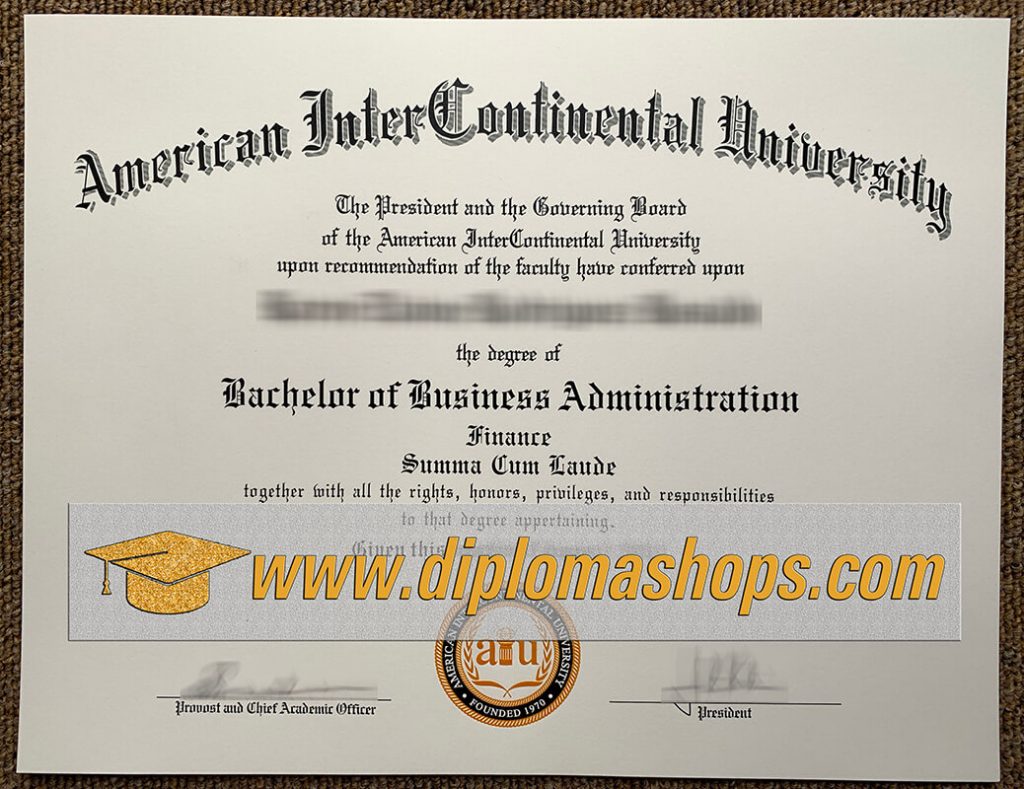 American InterContinental University
The President and the Governing Board
of the American InterContinental University
upon recommendation of the faculty have conferred upon
the degree of
Bachelor of Business Administration
Finance
Summa Cum Laude
together with all the rights, honors, privileges, and responsibilities
to that degree appertaining.
Given this
www.diplomashops.com
AMERICAN INTERCONTINENTAL UNIVERSITY
aiu
• FOUNDED 1970 •
Provost and Chief Academic Officer
President